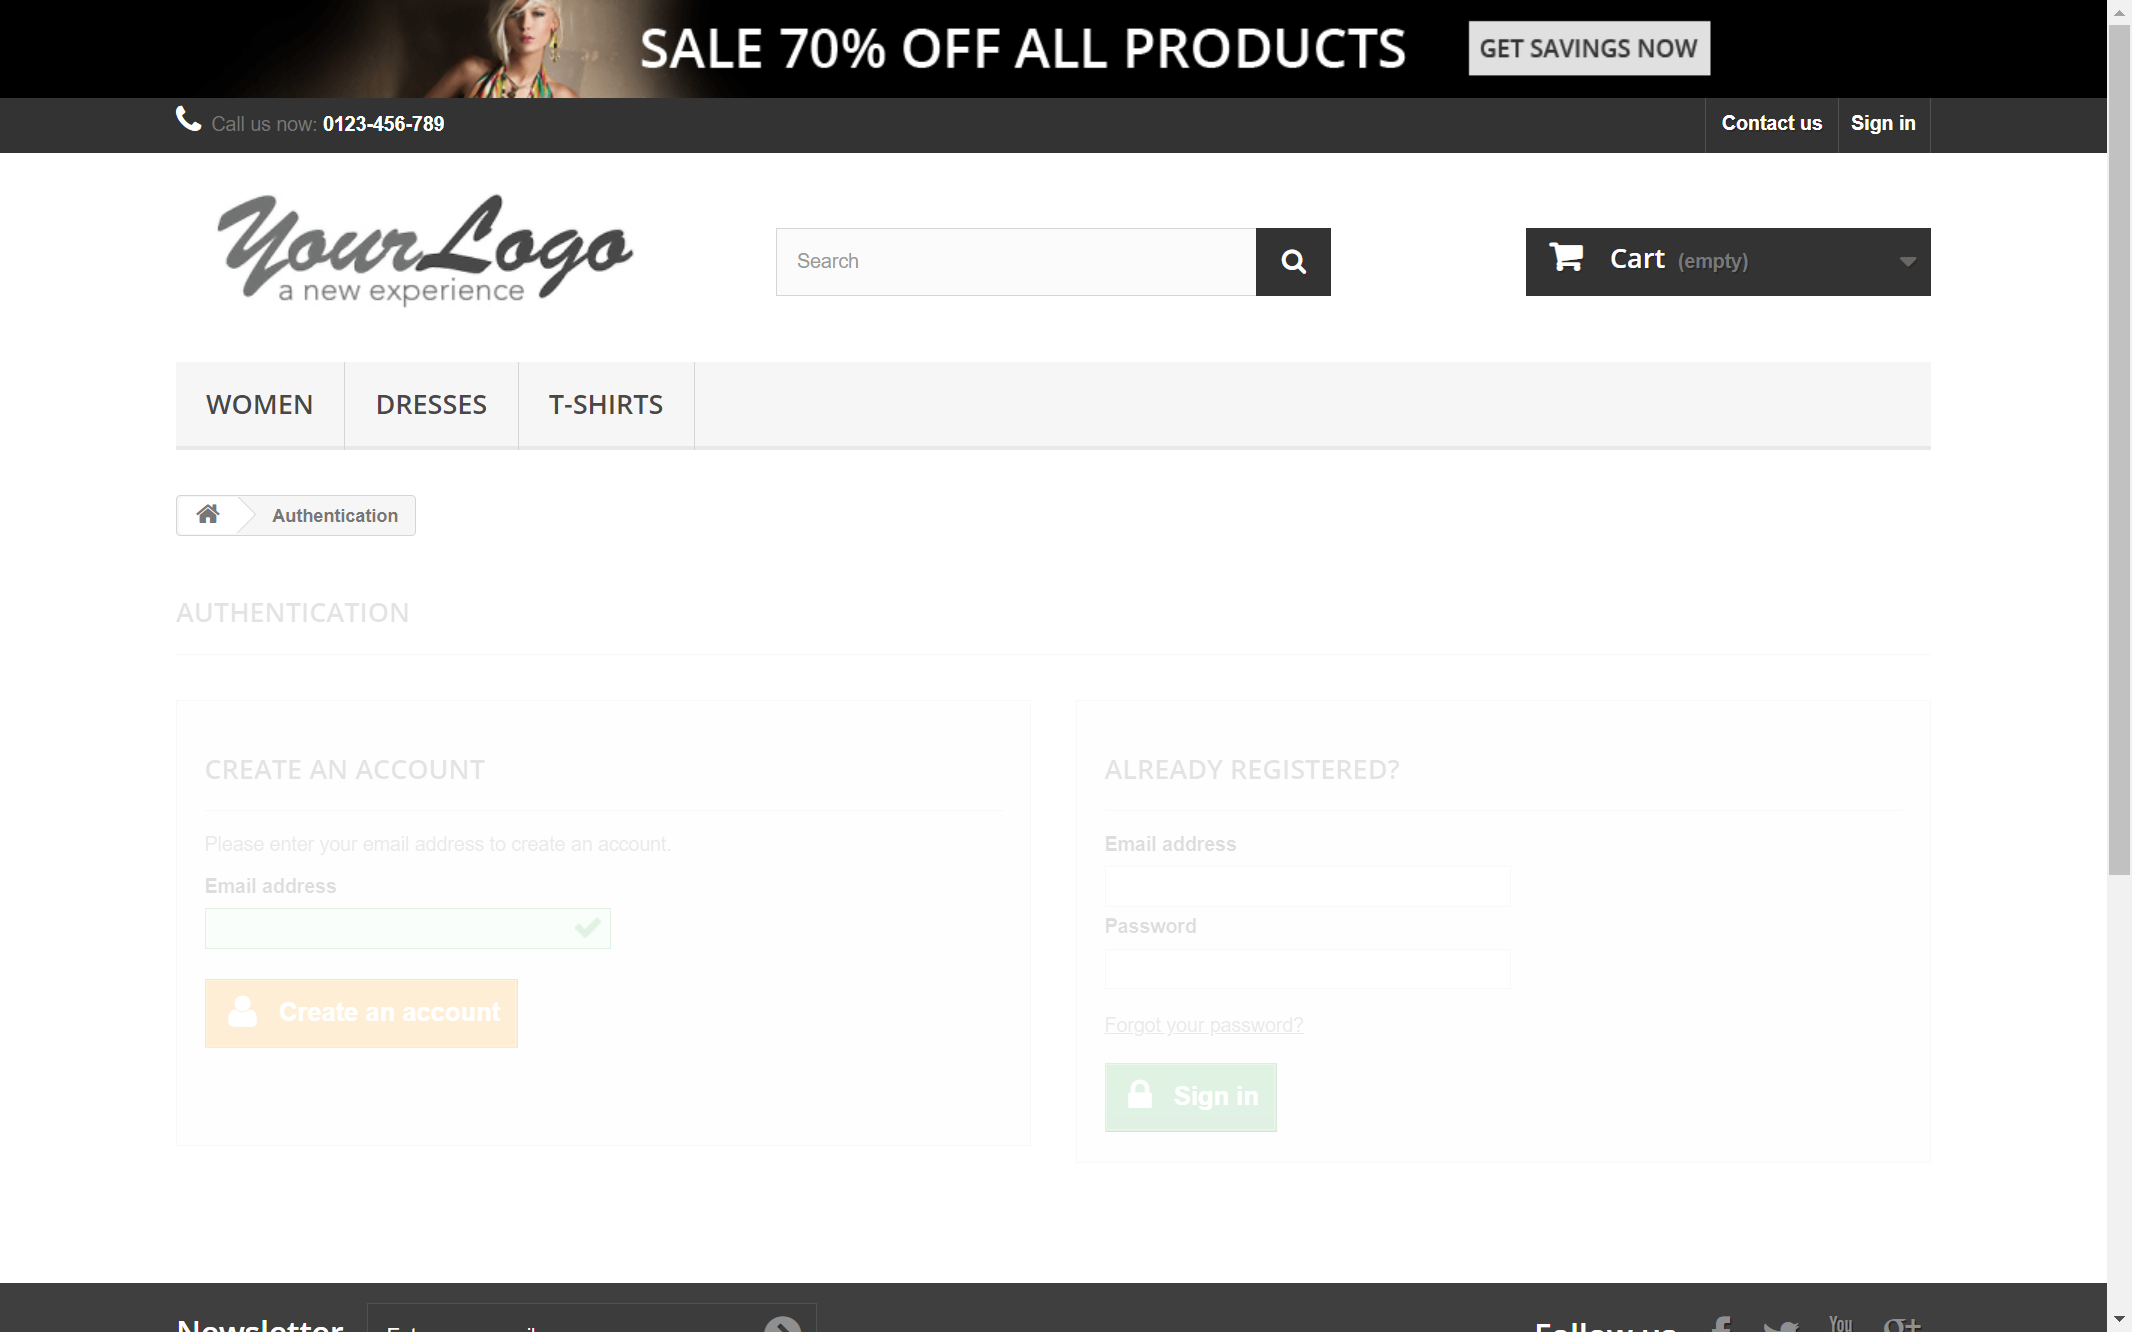 SALE 70% OFF ALL PRODUCTS
GET SAVINGS NOW
Call us now: 0123-456-789
Contact us
Sign in
Your Logo
a new experience
Search
Cart (empty)
WOMEN
DRESSES
T-SHIRTS
Authentication
AUTHENTICATION
CREATE AN ACCOUNT
Please enter your email address to create an account.
Email address
Create an account
ALREADY REGISTERED?
Email address
Password
Forgot your password?
Sign in
Newsletter
Follow us
You
g+